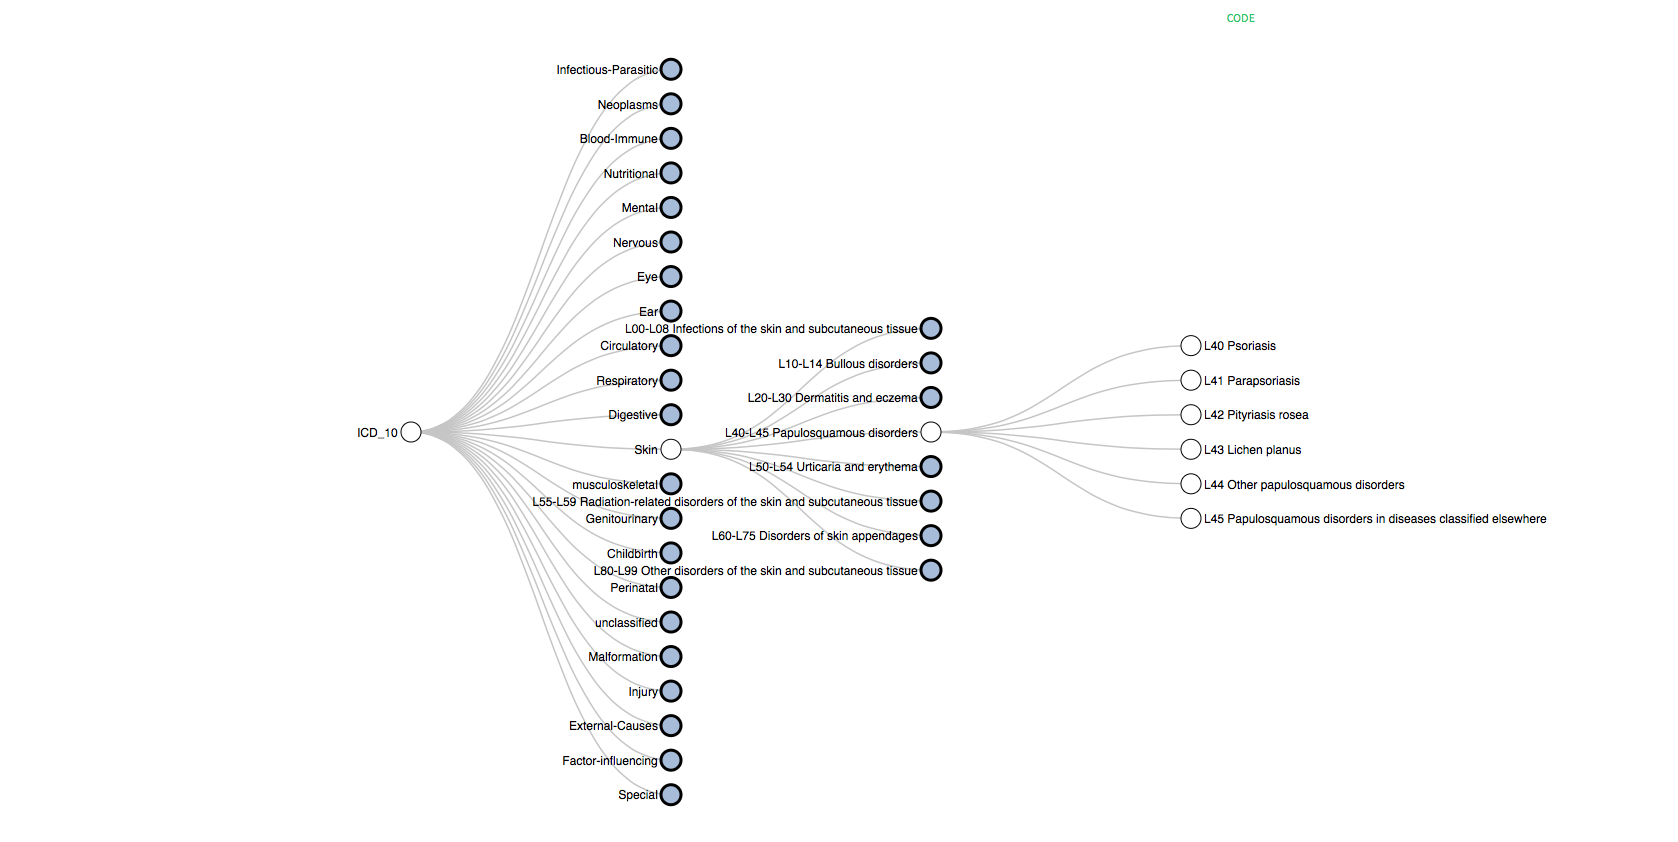 CODE
ICD_10
Infectious-Parasitic
Neoplasms
Blood-Immune
Nutritional
Mental
Nervous
Eye
Ear
Circulatory
Respiratory
Digestive
Skin
musculoskeletal
Genitourinary
Childbirth
Perinatal
unclassified
Malformation
Injury
External-Causes
Factor-influencing
Special
L00-L08 Infections of the skin and subcutaneous tissue
L10-L14 Bullous disorders
L20-L30 Dermatitis and eczema
L40-L45 Papulosquamous disorders
L50-L54 Urticaria and erythema
L55-L59 Radiation-related disorders of the skin and subcutaneous tissue
L60-L75 Disorders of skin appendages
L80-L99 Other disorders of the skin and subcutaneous tissue
L40 Psoriasis
L41 Parapsoriasis
L42 Pityriasis rosea
L43 Lichen planus
L44 Other papulosquamous disorders
L45 Papulosquamous disorders in diseases classified elsewhere